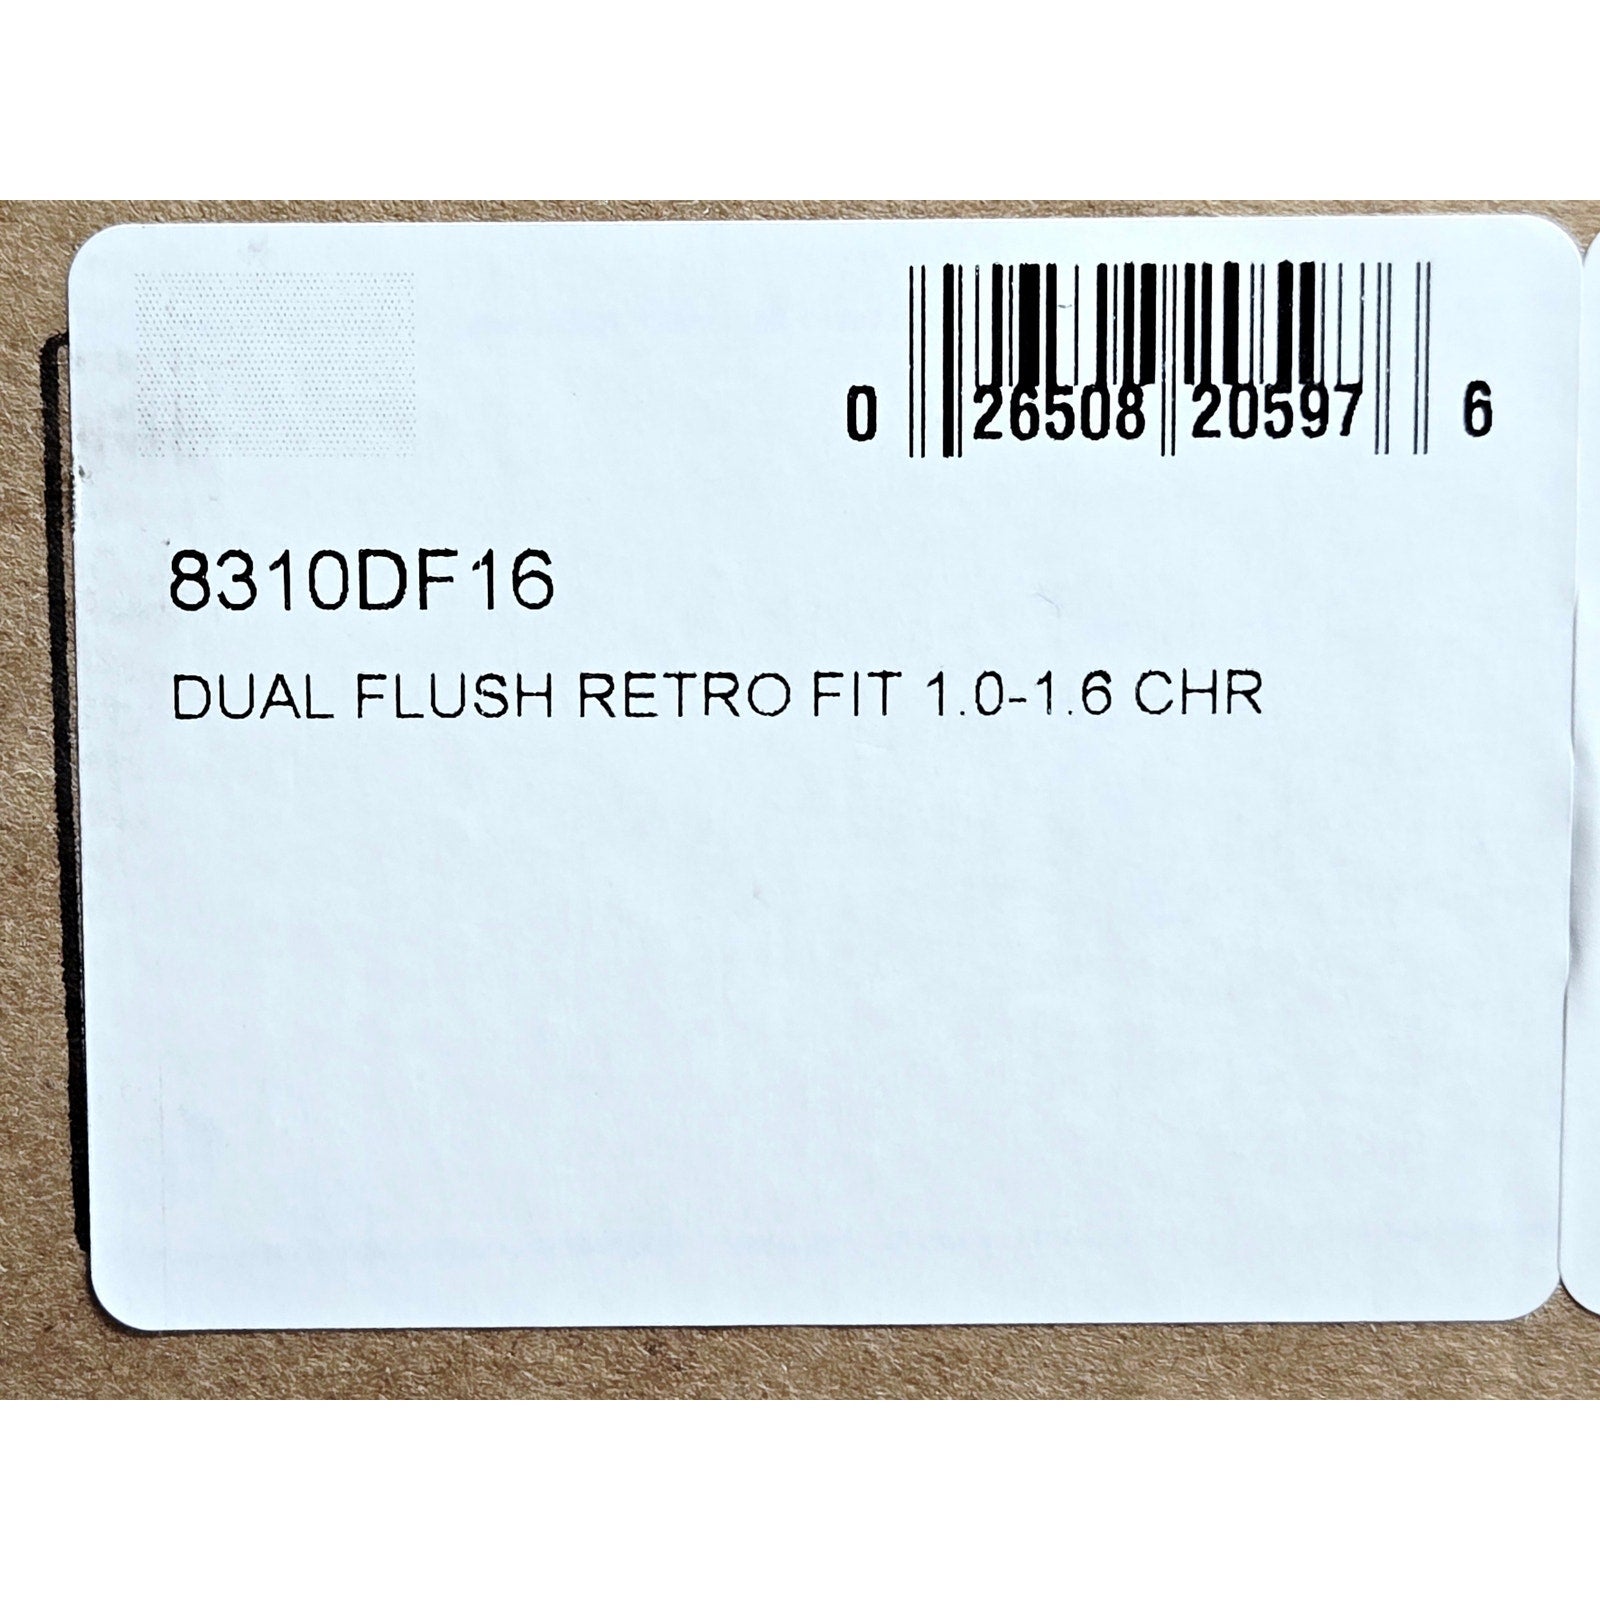 0 26508 20597 6
8310DF16
DUAL FLUSH RETRO FIT 1.0-1.6 CHR